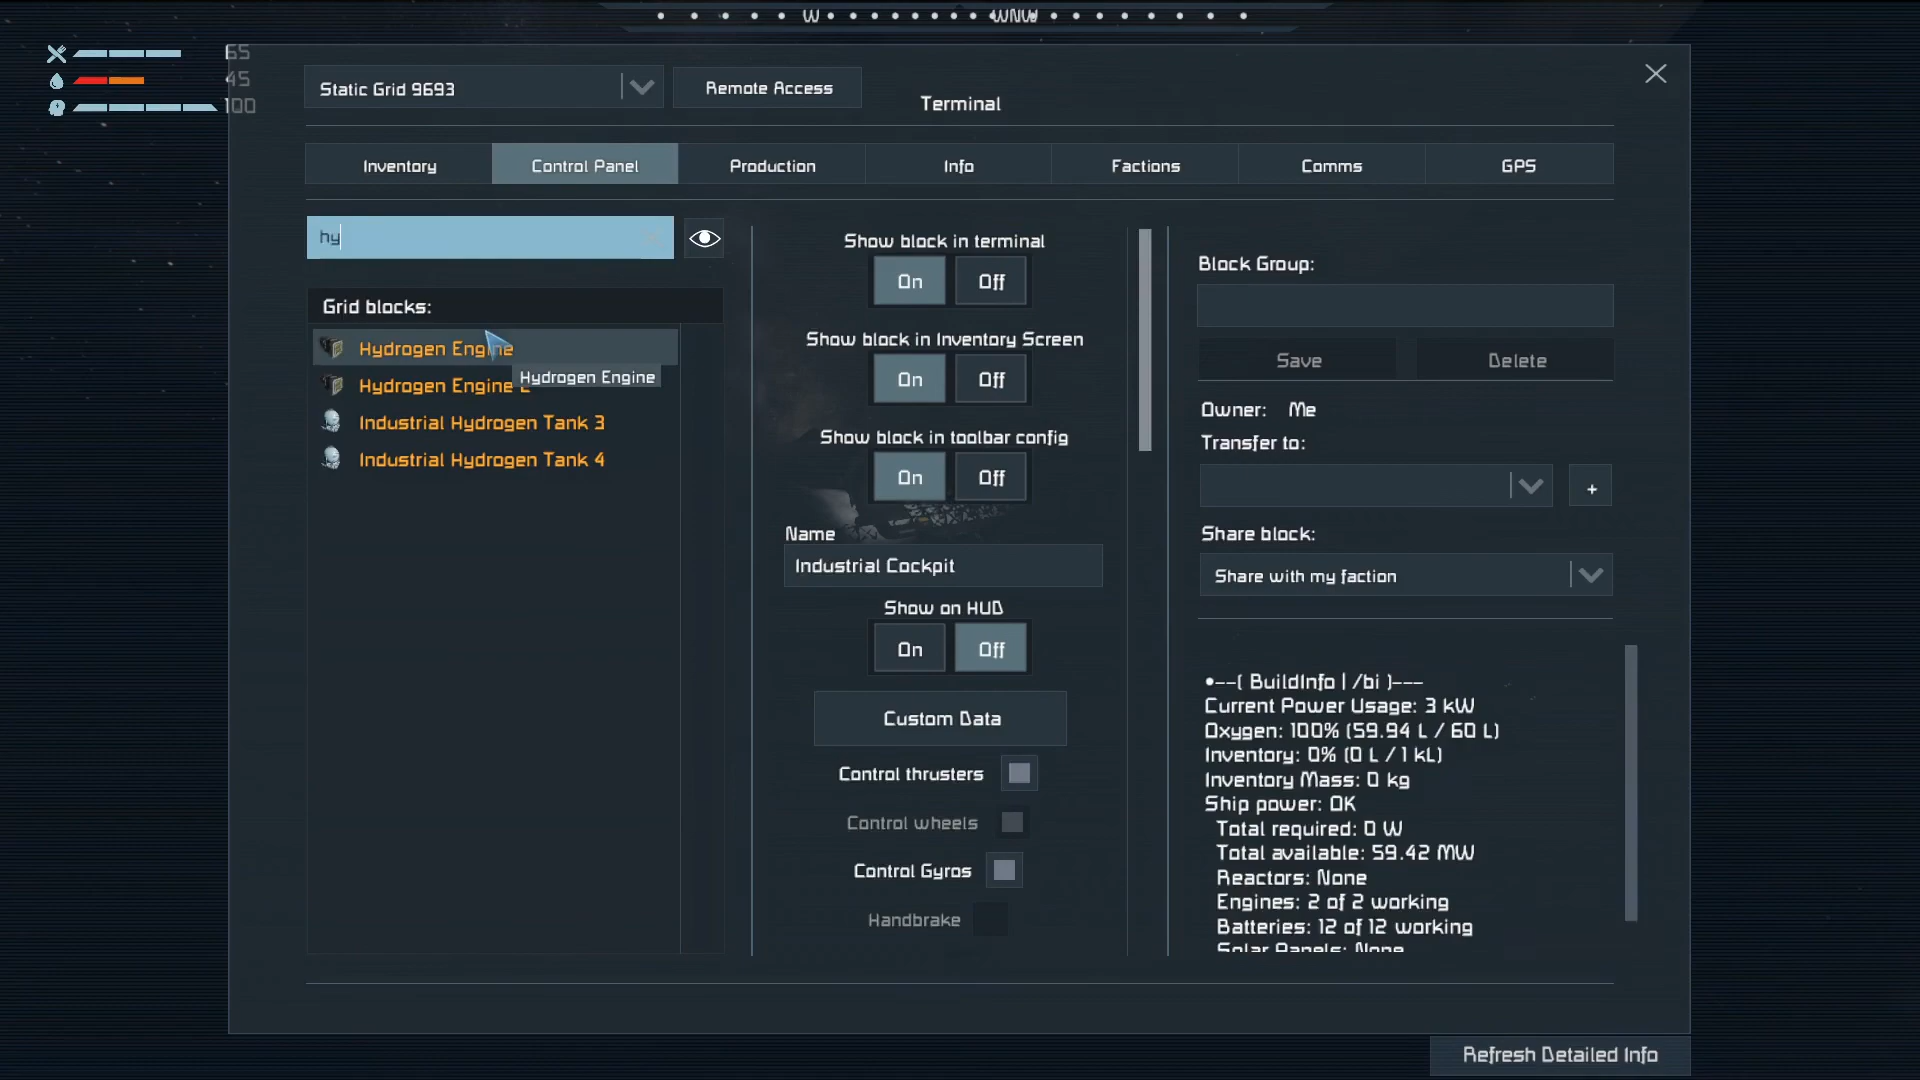 W WNW
65
45
100
Static Grid 9693
Remote Access
Terminal
Inventory
Control Panel
Production
Info
Factions
Comms
GPS
hy
Grid blocks:
Hydrogen Engine
Hydrogen Engine
Hydrogen Engine 2
Industrial Hydrogen Tank 3
Industrial Hydrogen Tank 4
Show block in terminal
On Off
Show block in Inventory Screen
On Off
Show block in toolbar config
On Off
Name
Industrial Cockpit
Show on HUD
On Off
Custom Data
Control thrusters
Control wheels
Control Gyros
Handbrake
Block Group:
Save Delete
Owner: Me
Transfer to:
+
Share block:
Share with my faction
•--( BuildInfo | /bi )---
Current Power Usage: 3 kW
Oxygen: 100% (59.94 L / 60 L)
Inventory: 0% (0 L / 1 kL)
Inventory Mass: 0 kg
Ship power: OK
Total required: 0 W
Total available: 59.42 MW
Reactors: None
Engines: 2 of 2 working
Batteries: 12 of 12 working
Solar Panels: None
Refresh Detailed Info